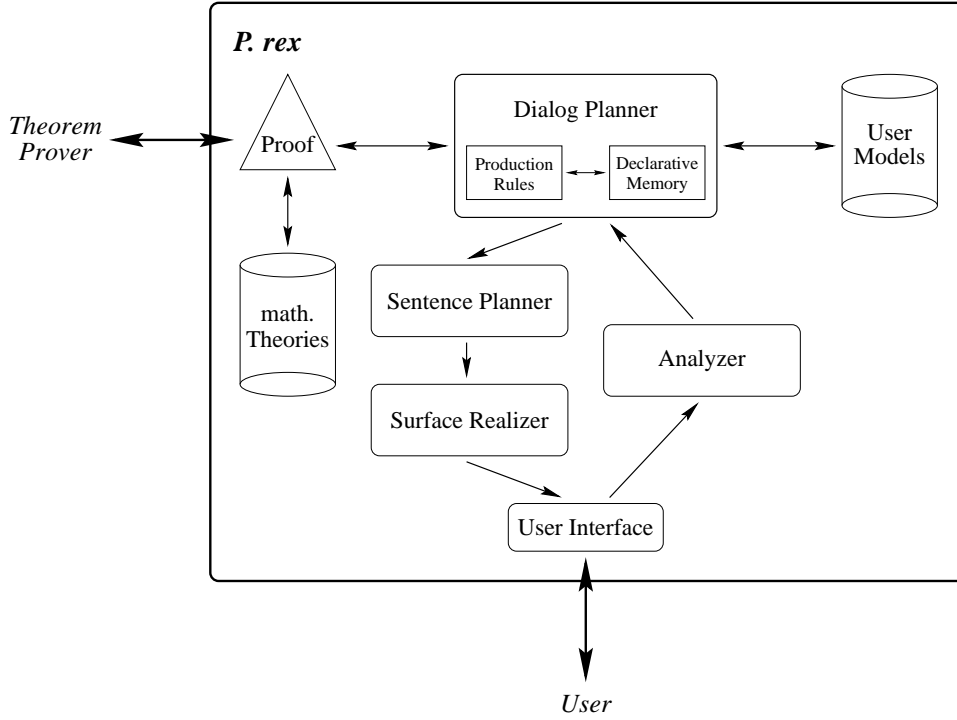 P. rex
Theorem
Prover
Proof
Dialog Planner
Production
Rules
Declarative
Memory
User
Models
math.
Theories
Sentence Planner
Analyzer
Surface Realizer
User Interface
User